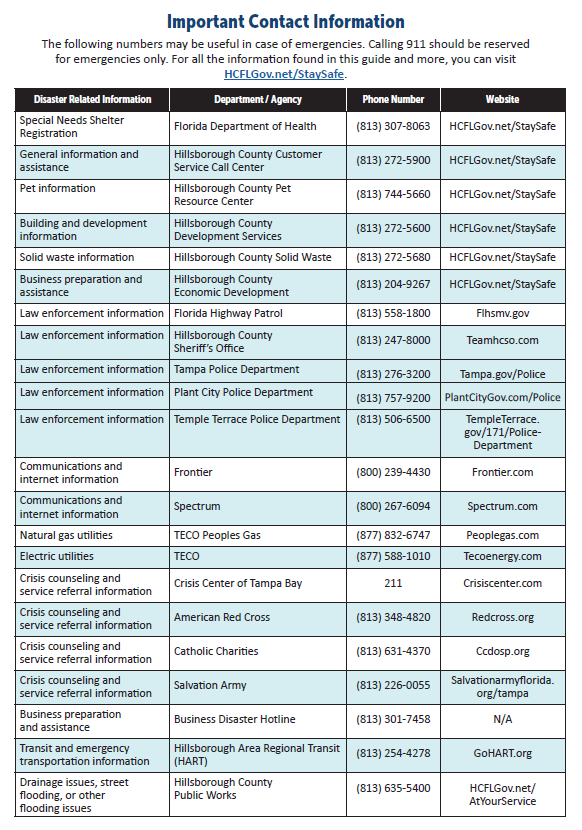 Important Contact Information
The following numbers may be useful in case of emergencies. Calling 911 should be reserved
for emergencies only. For all the information found in this guide and more, you can visit
HCFLGov.net/StaySafe.
Disaster Related Information Department / Agency Phone Number Website
Special Needs Shelter
Registration Florida Department of Health (813) 307-8063 HCFLGov.net/StaySafe
General information and
assistance Hillsborough County Customer
Service Call Center (813) 272-5900 HCFLGov.net/StaySafe
Pet information Hillsborough County Pet
Resource Center (813) 744-5660 HCFLGov.net/StaySafe
Building and development
information Hillsborough County
Development Services (813) 272-5600 HCFLGov.net/StaySafe
Solid waste information Hillsborough County Solid Waste (813) 272-5680 HCFLGov.net/StaySafe
Business preparation and
assistance Hillsborough County
Economic Development (813) 204-9267 HCFLGov.net/StaySafe
Law enforcement information Florida Highway Patrol (813) 558-1800 Flhsmv.gov
Law enforcement information Hillsborough County
Sheriff's Office (813) 247-8000 Teamhcso.com
Law enforcement information Tampa Police Department (813) 276-3200 Tampa.gov/Police
Law enforcement information Plant City Police Department (813) 757-9200 PlantCityGov.com/Police
Law enforcement information Temple Terrace Police Department (813) 506-6500 TempleTerrace.
gov/171/Police-
Department
Communications and
internet information Frontier (800) 239-4430 Frontier.com
Communications and
internet information Spectrum (800) 267-6094 Spectrum.com
Natural gas utilities TECO Peoples Gas (877) 832-6747 Peoplegas.com
Electric utilities TECO (877) 588-1010 Tecoenergy.com
Crisis counseling and
service referral information Crisis Center of Tampa Bay 211 Crisiscenter.com
Crisis counseling and
service referral information American Red Cross (813) 348-4820 Redcross.org
Crisis counseling and
service referral information Catholic Charities (813) 631-4370 Ccdosp.org
Crisis counseling and
service referral information Salvation Army (813) 226-0055 Salvationarmyflorida.
org/tampa
Business preparation
and assistance Business Disaster Hotline (813) 301-7458 N/A
Transit and emergency
transportation information Hillsborough Area Regional Transit
(HART) (813) 254-4278 GoHART.org
Drainage issues, street
flooding, or other
flooding issues Hillsborough County
Public Works (813) 635-5400 HCFLGov.net/
AtYourService